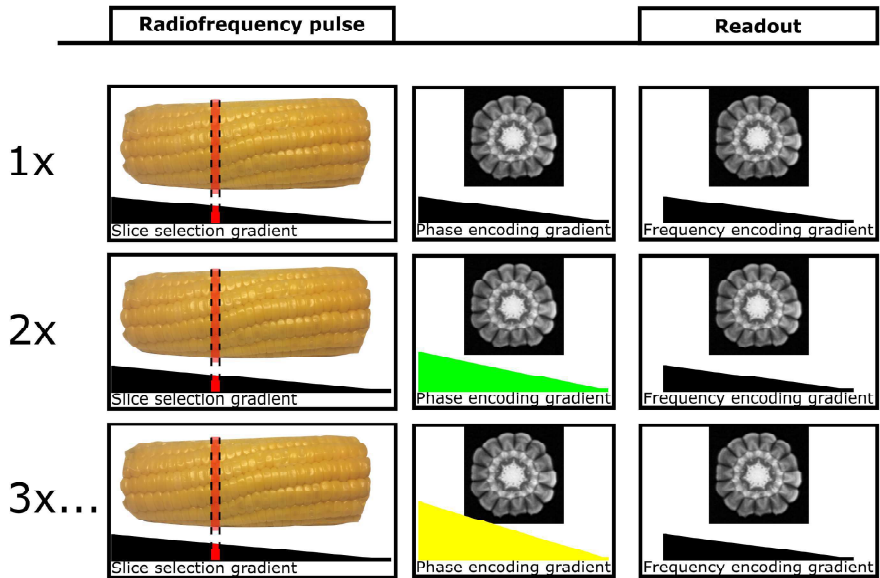 Radiofrequency pulse
Readout
1x
Slice selection gradient
Phase encoding gradient
Frequency encoding gradient
2x
Slice selection gradient
Phase encoding gradient
Frequency encoding gradient
3x...
Slice selection gradient
Phase encoding gradient
Frequency encoding gradient